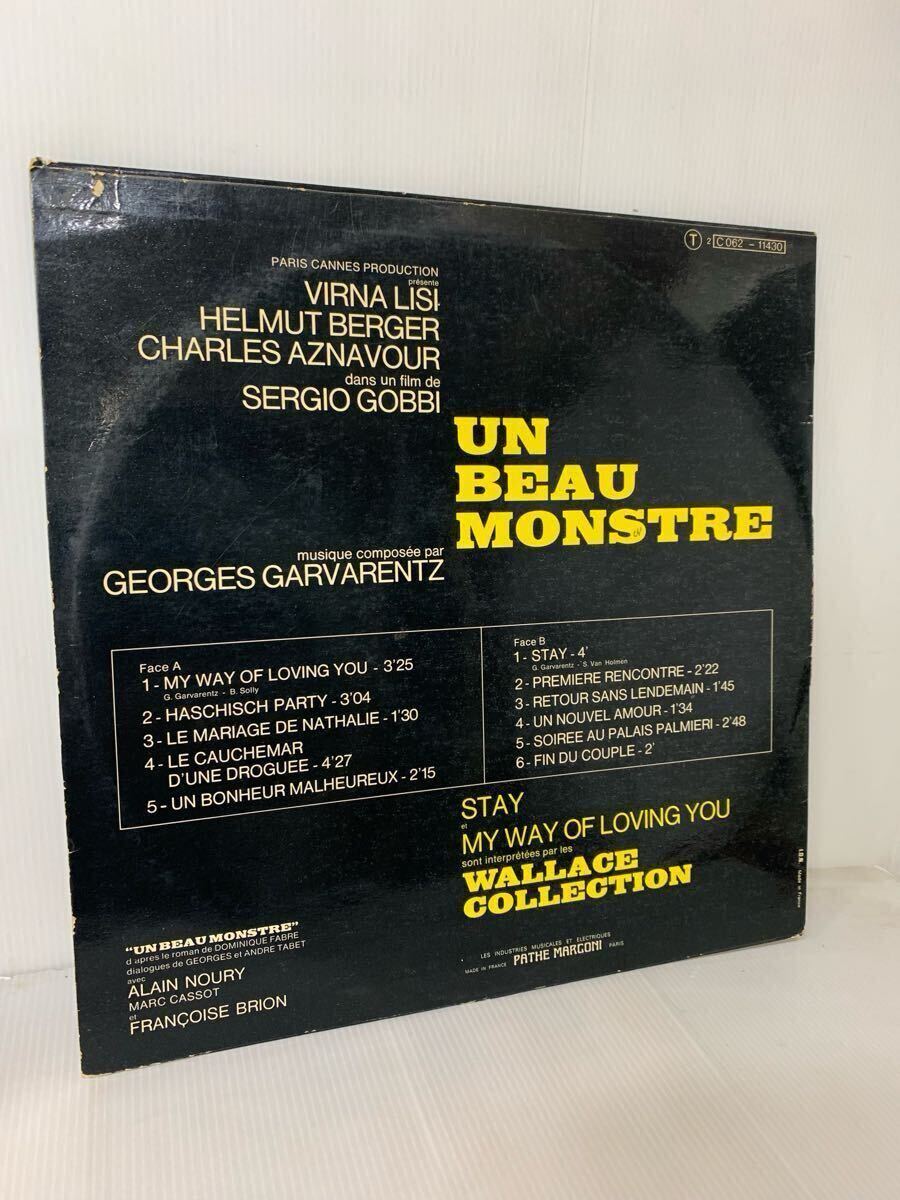 T 2 C 062 - 11430
PARIS CANNES PRODUCTION
présente
VIRNA LISI
HELMUT BERGER
CHARLES AZNAVOUR
dans un film de
SERGIO GOBBI
UN
BEAU
MONSTRE
musique composée par
GEORGES GARVARENTZ
Face A
1 - MY WAY OF LOVING YOU - 3'25
G. Garvarentz - B. Solly
2 - HASCHISCH PARTY - 3'04
3 - LE MARIAGE DE NATHALIE - 1'30
4 - LE CAUCHEMAR
D'UNE DROGUEE - 4'27
5 - UN BONHEUR MALHEUREUX - 2'15
Face B
1 - STAY - 4'
G. Garvarentz - S. Van Holmen
2 - PREMIERE RENCONTRE - 2'22
3 - RETOUR SANS LENDEMAIN - 1'45
4 - UN NOUVEL AMOUR - 1'34
5 - SOIREE AU PALAIS PALMIERI - 2'48
6 - FIN DU COUPLE - 2'
STAY
et
MY WAY OF LOVING YOU
sont interprétées par les
WALLACE
COLLECTION
"UN BEAU MONSTRE"
d'après le roman de DOMINIQUE FABRE
dialogues de GEORGES et ANDRE TABET
avec
ALAIN NOURY
MARC CASSOT
et
FRANÇOISE BRION
LES INDUSTRIES MUSICALES ET ELECTRIQUES
MADE IN FRANCE PATHE MARCONI PARIS
I.D.N. Made in France